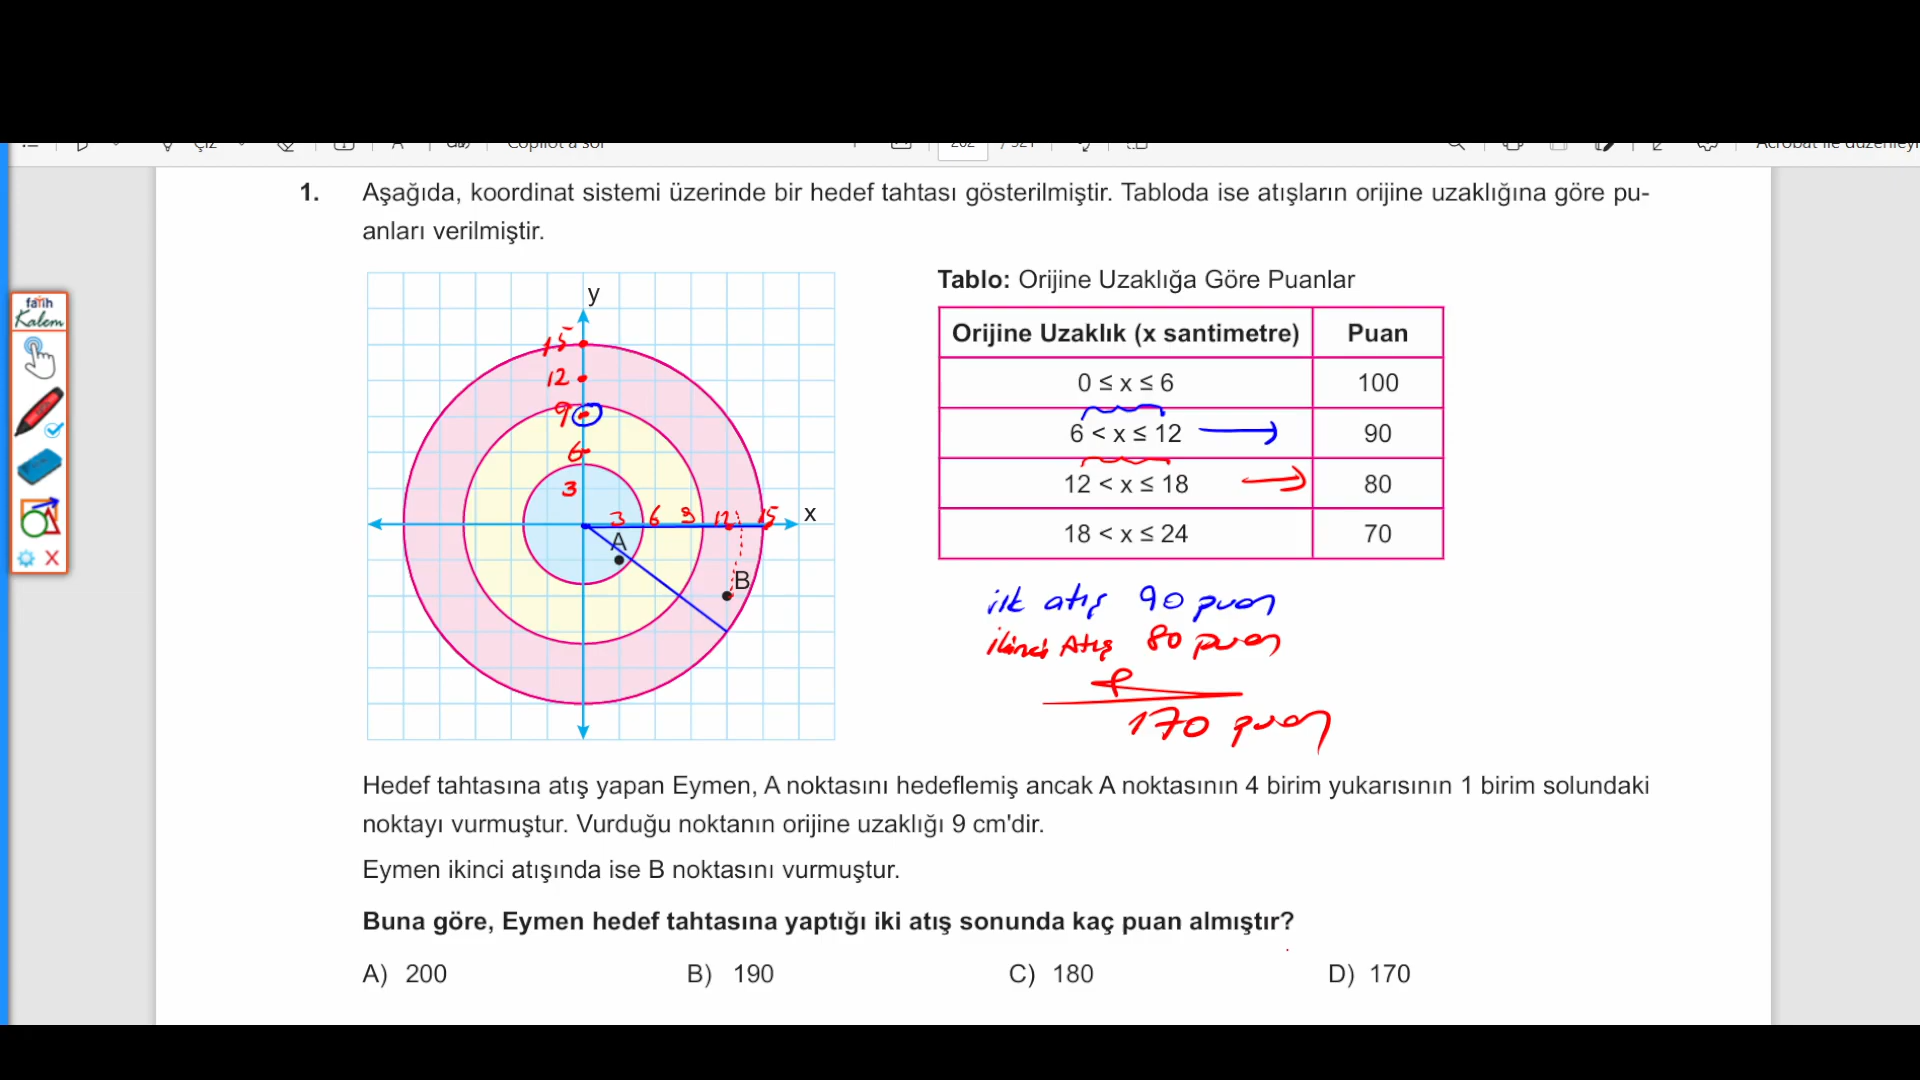 Çiz
A
Copilot'a sor
1. Aşağıda, koordinat sistemi üzerinde bir hedef tahtası gösterilmiştir. Tabloda ise atışların orijine uzaklığına göre pu-
anları verilmiştir.
fatih
Kalem
y
15
12
9
6
3
3 6 9 12 15 x
A
B
Tablo: Orijine Uzaklığa Göre Puanlar
Orijine Uzaklık (x santimetre) Puan
0 ≤ x ≤ 6 100
6 < x ≤ 12 90
12 < x ≤ 18 80
18 < x ≤ 24 70
ilk atış 90 puan
ikinci Atış 80 puan
+
170 puan
Hedef tahtasına atış yapan Eymen, A noktasını hedeflemiş ancak A noktasının 4 birim yukarısının 1 birim solundaki
noktayı vurmuştur. Vurduğu noktanın orijine uzaklığı 9 cm'dir.
Eymen ikinci atışında ise B noktasını vurmuştur.
Buna göre, Eymen hedef tahtasına yaptığı iki atış sonunda kaç puan almıştır?
A) 200 B) 190 C) 180 D) 170